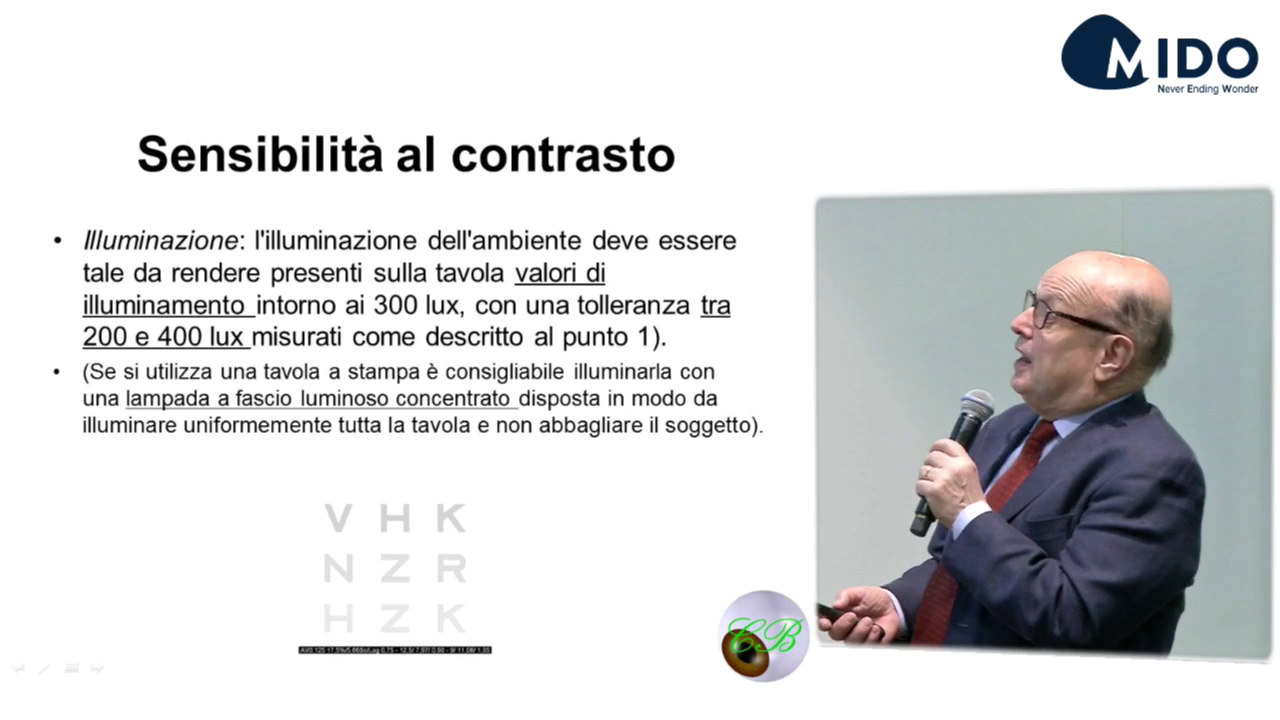 MIDO
Never Ending Wonder
Sensibilità al contrasto
• Illuminazione: l'illuminazione dell'ambiente deve essere
tale da rendere presenti sulla tavola valori di
illuminamento intorno ai 300 lux, con una tolleranza tra
200 e 400 lux misurati come descritto al punto 1).
• (Se si utilizza una tavola a stampa è consigliabile illuminarla con
una lampada a fascio luminoso concentrato disposta in modo da
illuminare uniformemente tutta la tavola e non abbagliare il soggetto).
V H K
N Z R
H Z K
CB